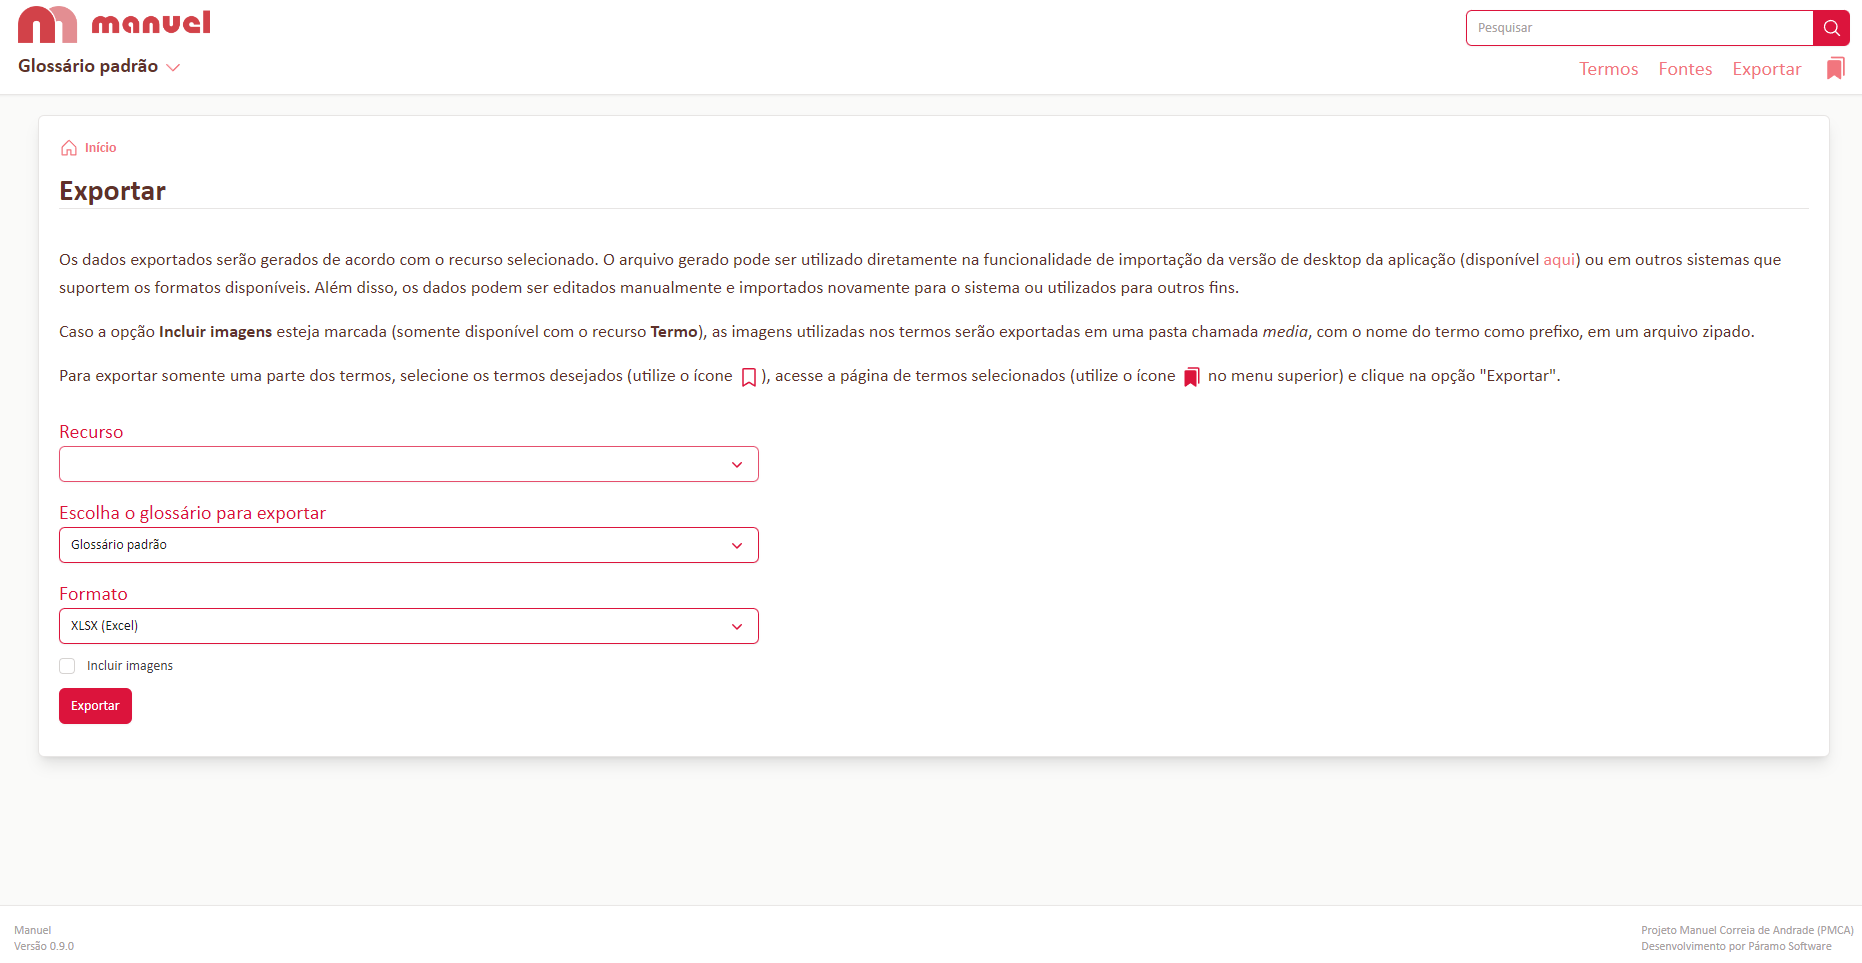 manuel
Pesquisar
Glossário padrão
Termos Fontes Exportar
Início
Exportar
Os dados exportados serão gerados de acordo com o recurso selecionado. O arquivo gerado pode ser utilizado diretamente na funcionalidade de importação da versão de desktop da aplicação (disponível aqui) ou em outros sistemas que
suportem os formatos disponíveis. Além disso, os dados podem ser editados manualmente e importados novamente para o sistema ou utilizados para outros fins.
Caso a opção Incluir imagens esteja marcada (somente disponível com o recurso Termo), as imagens utilizadas nos termos serão exportadas em uma pasta chamada media, com o nome do termo como prefixo, em um arquivo zipado.
Para exportar somente uma parte dos termos, selecione os termos desejados (utilize o ícone ), acesse a página de termos selecionados (utilize o ícone no menu superior) e clique na opção "Exportar".
Recurso
Escolha o glossário para exportar
Glossário padrão
Formato
XLSX (Excel)
Incluir imagens
Exportar
Manuel
Versão 0.9.0
Projeto Manuel Correia de Andrade (PMCA)
Desenvolvimento por Páramo Software